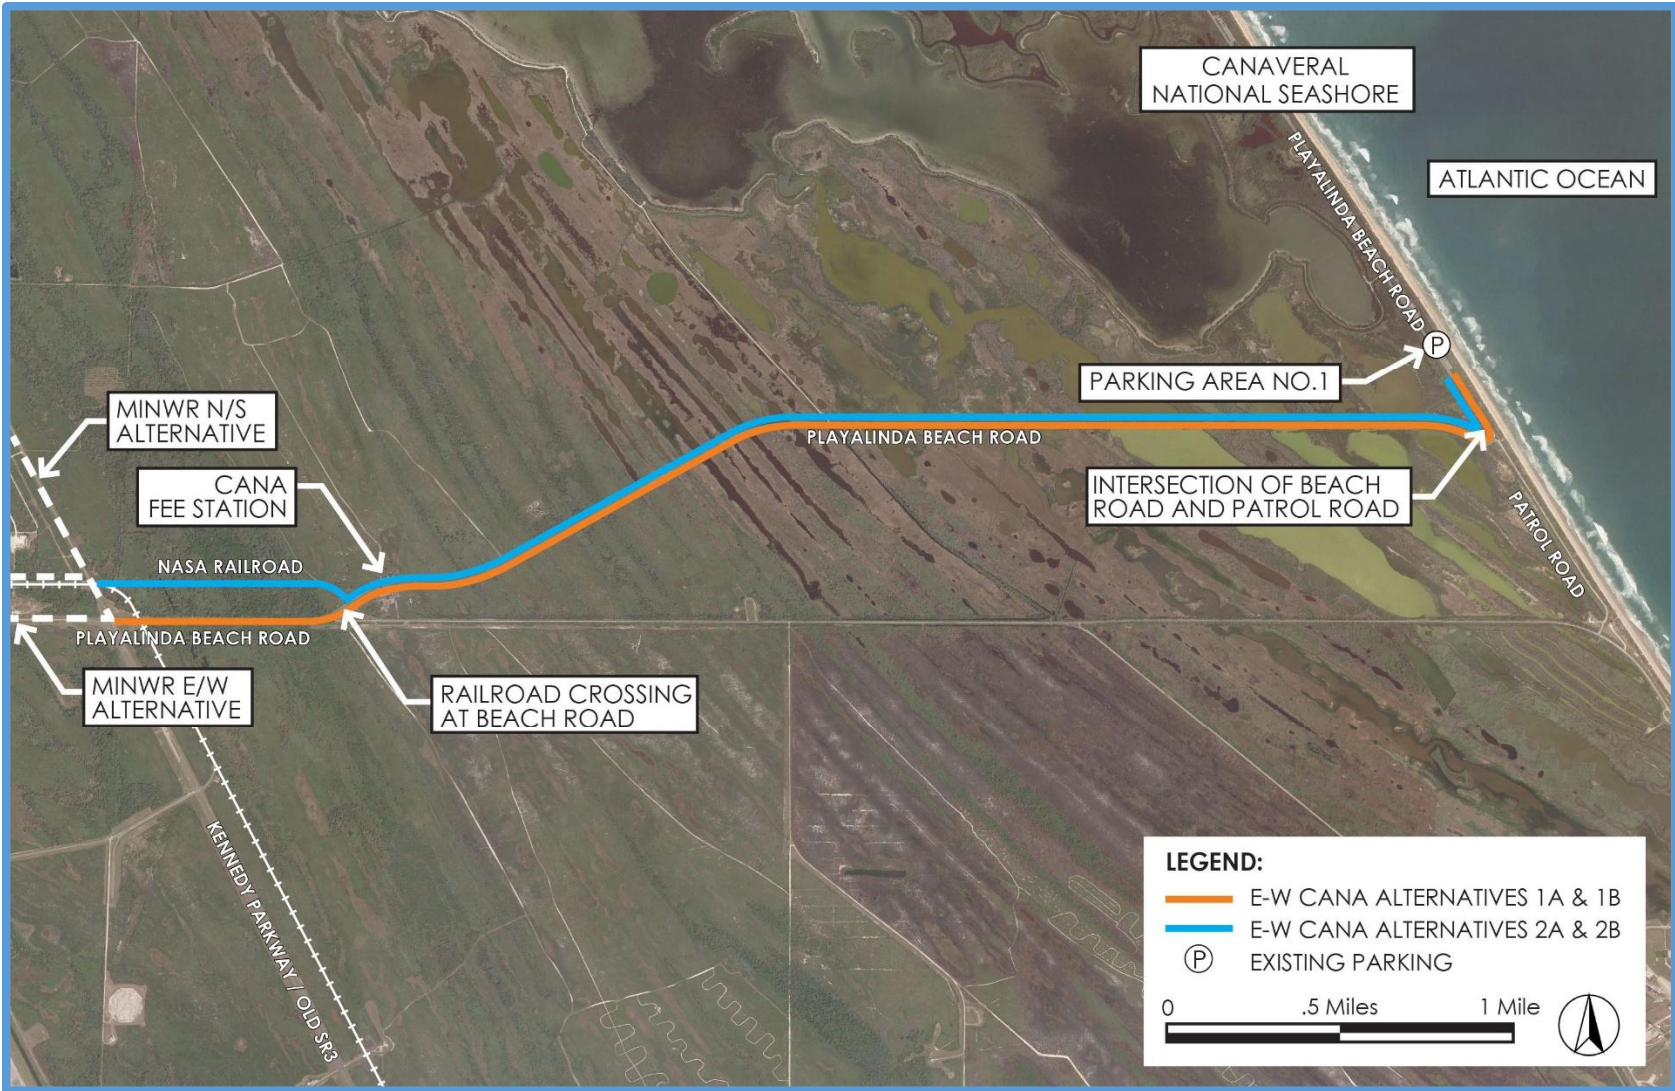 CANAVERAL
NATIONAL SEASHORE
PLAYALINDA BEACH ROAD
ATLANTIC OCEAN
P
PARKING AREA NO.1
MINWR N/S
ALTERNATIVE
PLAYALINDA BEACH ROAD
CANA
FEE STATION
INTERSECTION OF BEACH
ROAD AND PATROL ROAD
PATROL ROAD
NASA RAILROAD
PLAYALINDA BEACH ROAD
MINWR E/W
ALTERNATIVE
RAILROAD CROSSING
AT BEACH ROAD
KENNEDY PARKWAY / OLD SR3
LEGEND:
E-W CANA ALTERNATIVES 1A & 1B
E-W CANA ALTERNATIVES 2A & 2B
P EXISTING PARKING
0 .5 Miles 1 Mile